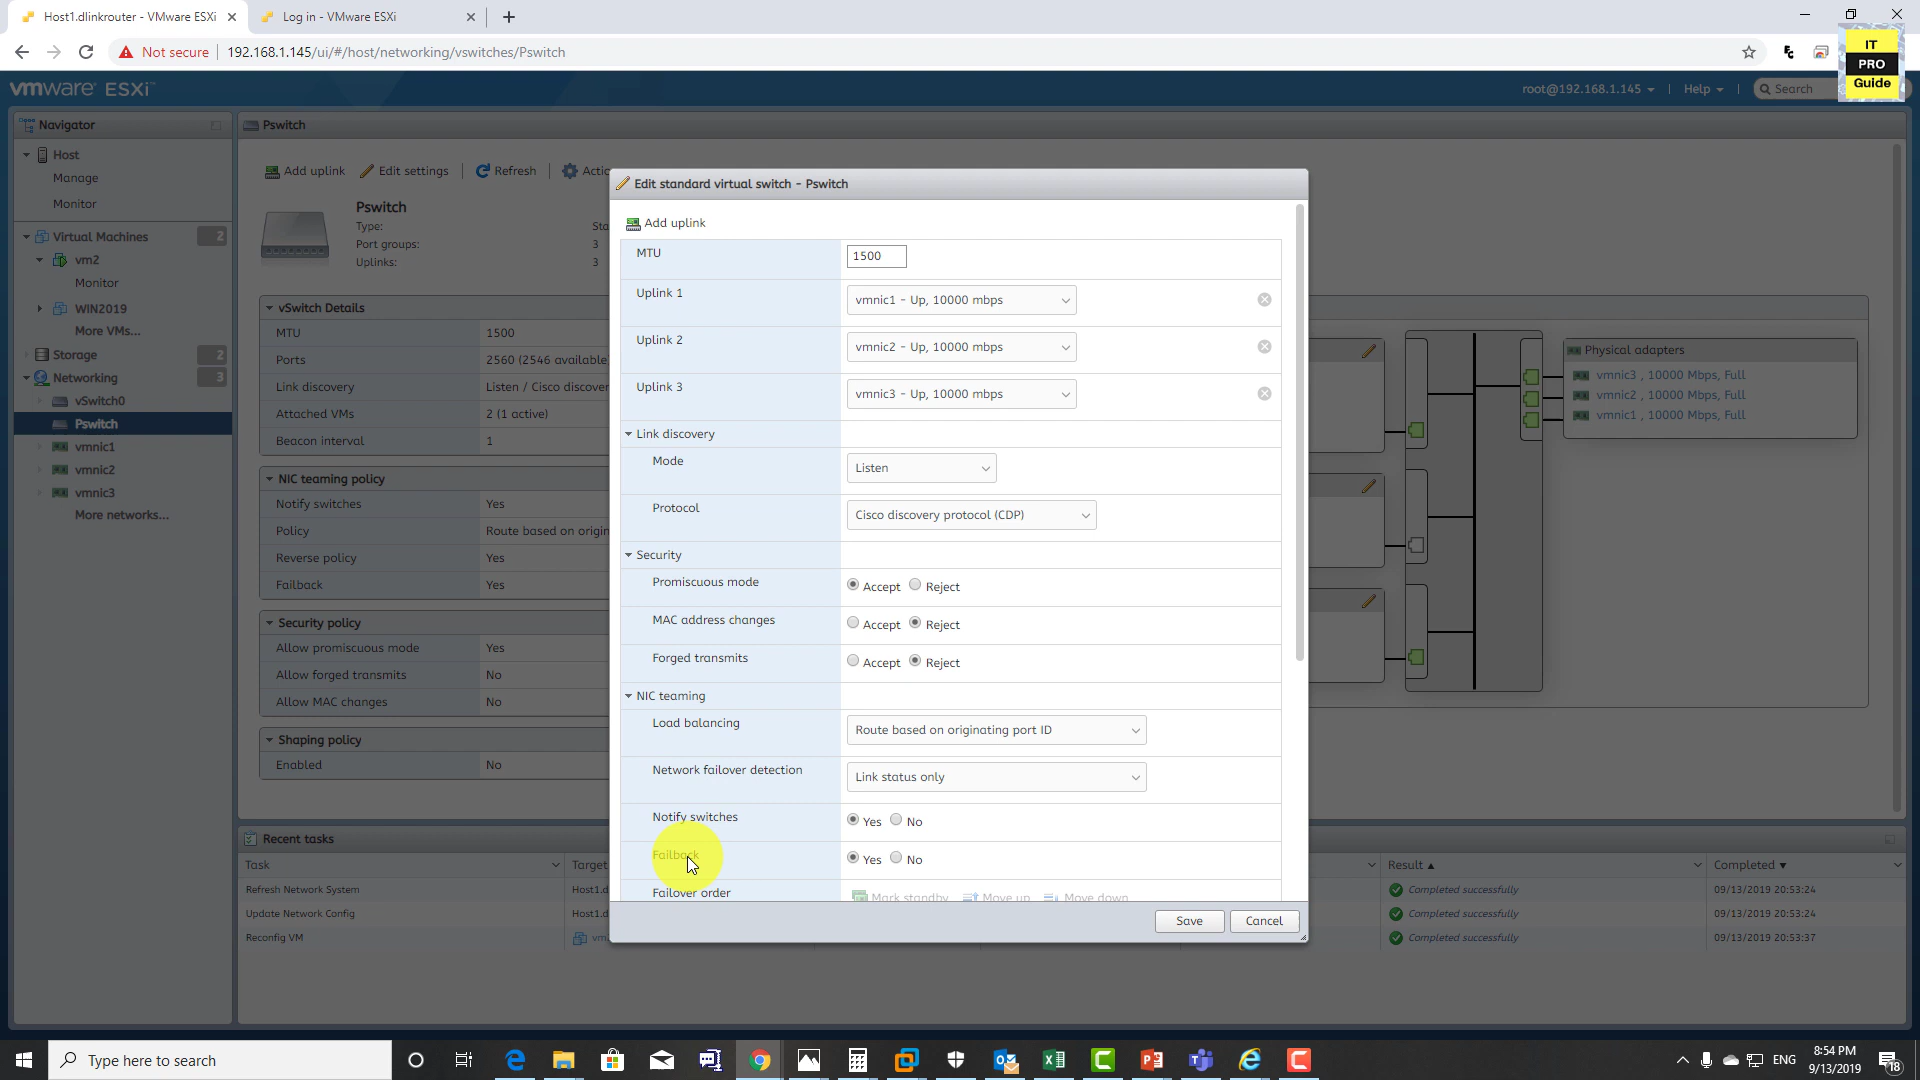 Host1.dlinkrouter - VMware ESXi
Log in - VMware ESXi
Not secure
192.168.1.145/ui/#/host/networking/vswitches/Pswitch
IT
PRO
Guide
vmware ESXi™
root@192.168.1.145
Help
Search
Navigator
Host
Manage
Monitor
Virtual Machines 2
vm2
Monitor
WIN2019
More VMs...
Storage 2
Networking 3
vSwitch0
Pswitch
vmnic1
vmnic2
vmnic3
More networks...
Pswitch
Add uplink
Edit settings
Refresh
Actio
Pswitch
Type: Sta
Port groups: 3
Uplinks: 3
vSwitch Details
MTU 1500
Ports 2560 (2546 available
Link discovery Listen / Cisco discover
Attached VMs 2 (1 active)
Beacon interval 1
NIC teaming policy
Notify switches Yes
Policy Route based on origin
Reverse policy Yes
Failback Yes
Security policy
Allow promiscuous mode Yes
Allow forged transmits No
Allow MAC changes No
Shaping policy
Enabled No
Edit standard virtual switch - Pswitch
Add uplink
MTU 1500
Uplink 1 vmnic1 - Up, 10000 mbps
Uplink 2 vmnic2 - Up, 10000 mbps
Uplink 3 vmnic3 - Up, 10000 mbps
Link discovery
Mode Listen
Protocol Cisco discovery protocol (CDP)
Security
Promiscuous mode Accept Reject
MAC address changes Accept Reject
Forged transmits Accept Reject
NIC teaming
Load balancing Route based on originating port ID
Network failover detection Link status only
Notify switches Yes No
Failback Yes No
Failover order Mark standby Move up Move down
Save
Cancel
Physical adapters
vmnic3 , 10000 Mbps, Full
vmnic2 , 10000 Mbps, Full
vmnic1 , 10000 Mbps, Full
Recent tasks
Task Target Result Completed
Refresh Network System Host1.d Completed successfully 09/13/2019 20:53:24
Update Network Config Host1.d Completed successfully 09/13/2019 20:53:24
Reconfig VM vm Completed successfully 09/13/2019 20:53:37
Type here to search
ENG
8:54 PM
9/13/2019
18